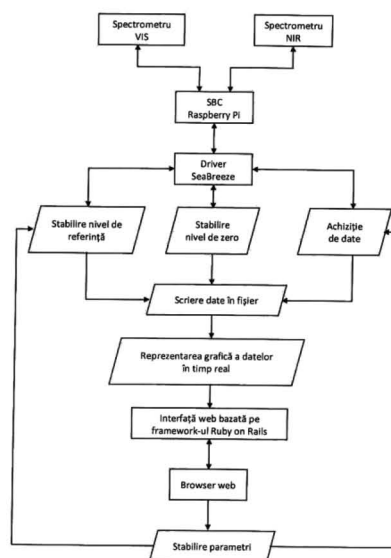 Spectrometru
VIS
Spectrometru
NIR
SBC
Raspberry Pi
Driver
SeaBreeze
Stabilire nivel de
referință
Stabilire
nivel de zero
Achiziție
de date
Scriere date în fișier
Reprezentarea grafică a datelor
în timp real
Interfață web bazată pe
framework-ul Ruby on Rails
Browser web
Stabilire parametri